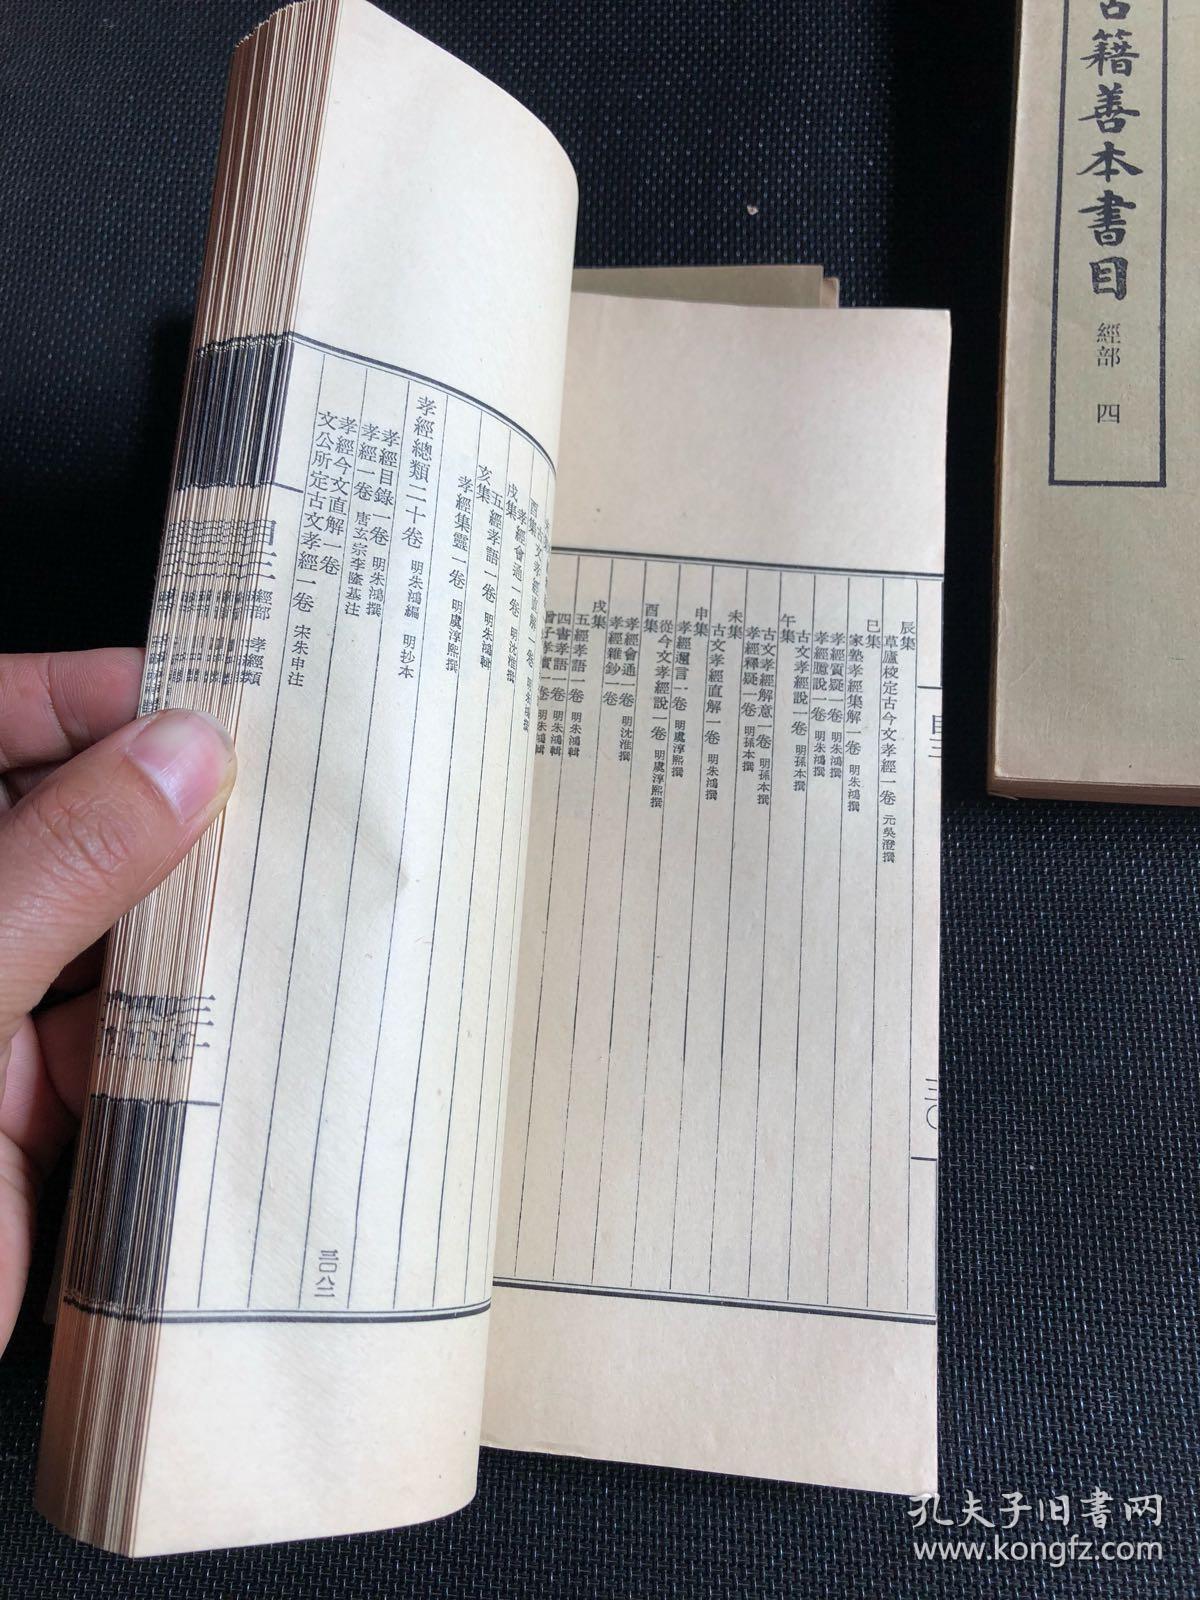 古籍善本書目 經部 四
辰集
草廬校定古今文孝經一卷 元吳澄撰
巳集
家塾孝經集解一卷 明朱鴻撰
孝經質疑一卷 明朱鴻撰
孝經臆說一卷 明朱鴻撰
午集
古文孝經說一卷 明孫本撰
古文孝經解意一卷 明孫本撰
孝經釋疑一卷 明孫本撰
未集
古文孝經直解一卷 明朱鴻撰
申集
孝經邇言一卷 明虞淳熙撰
從今文孝經說一卷 明虞淳熙撰
酉集
孝經會通一卷 明沈淮撰
孝經雜鈔一卷
戌集
五經孝語一卷 明朱鴻輯
四書孝語一卷 明朱鴻輯
曾子孝實一卷 明朱鴻輯
三〇
酉集
戌集
孝經會通一卷 明沈淮撰
五經孝語一卷 明朱鴻輯
亥集
孝經集靈一卷 明虞淳熙撰
孝經總類二十卷 明朱鴻編 明抄本
孝經目錄一卷 明朱鴻撰
孝經一卷 唐玄宗李隆基注
孝經今文直解一卷
文公所定古文孝經一卷 宋朱申注
三〇八二
經部 孝經類
孔夫子旧书网
www.kongfz.com